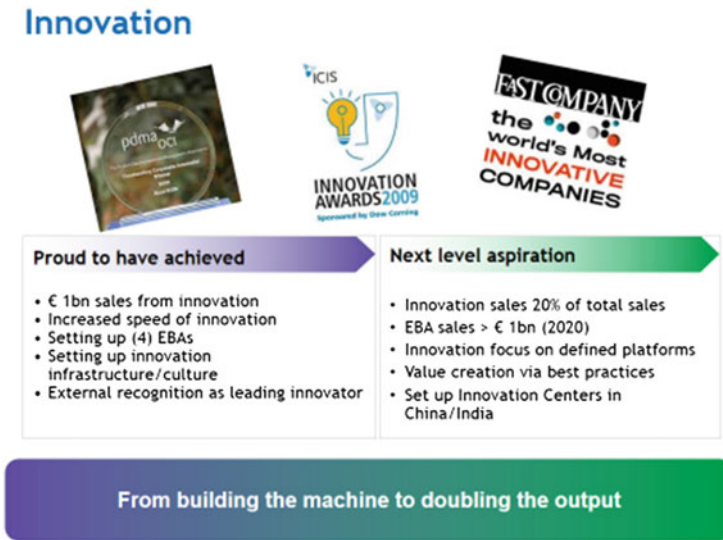 Innovation
pdma
OCI
ICIS
INNOVATION
AWARDS2009
Sponsored by Dow Corning
FAST COMPANY
the
world's Most
INNOVATIVE
COMPANIES
Proud to have achieved
• € 1bn sales from innovation
• Increased speed of innovation
• Setting up (4) EBAs
• Setting up innovation
infrastructure/culture
• External recognition as leading innovator
Next level aspiration
• Innovation sales 20% of total sales
• EBA sales > € 1bn (2020)
• Innovation focus on defined platforms
• Value creation via best practices
• Set up Innovation Centers in
China/India
From building the machine to doubling the output